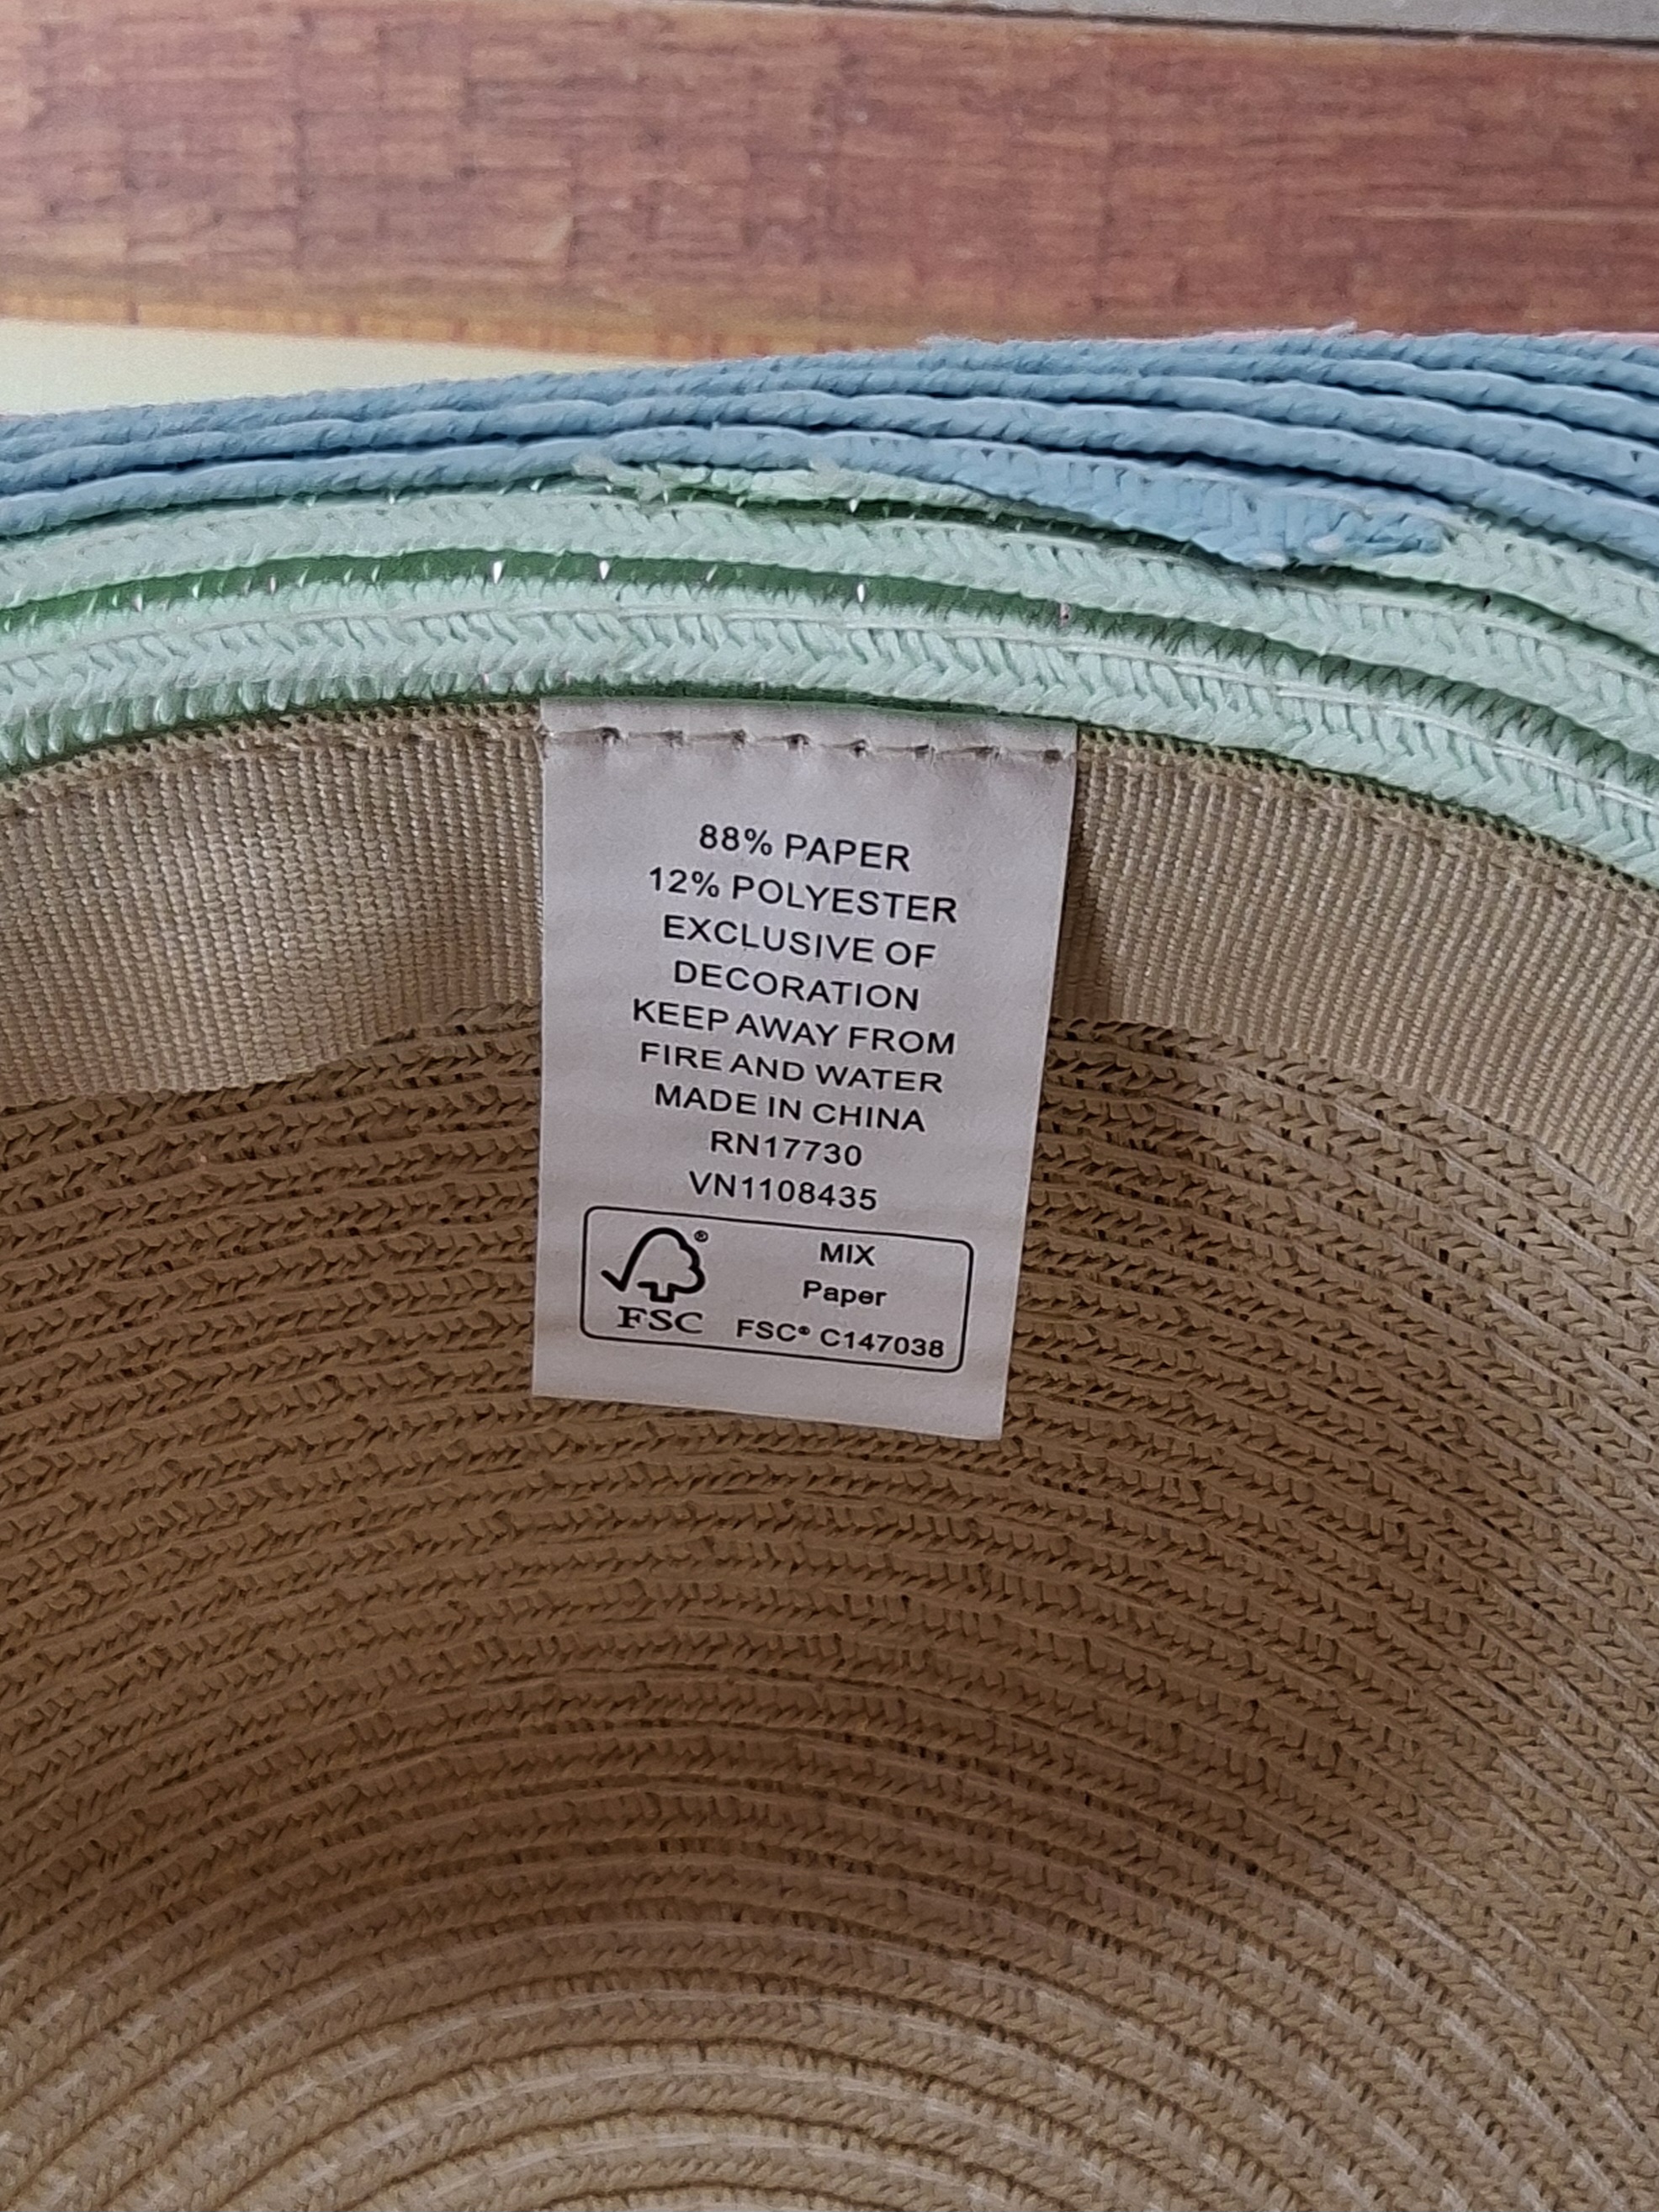 88% PAPER
12% POLYESTER
EXCLUSIVE OF
DECORATION
KEEP AWAY FROM
FIRE AND WATER
MADE IN CHINA
RN17730
VN1108435
MIX
Paper
FSC® C147038
®
FSC